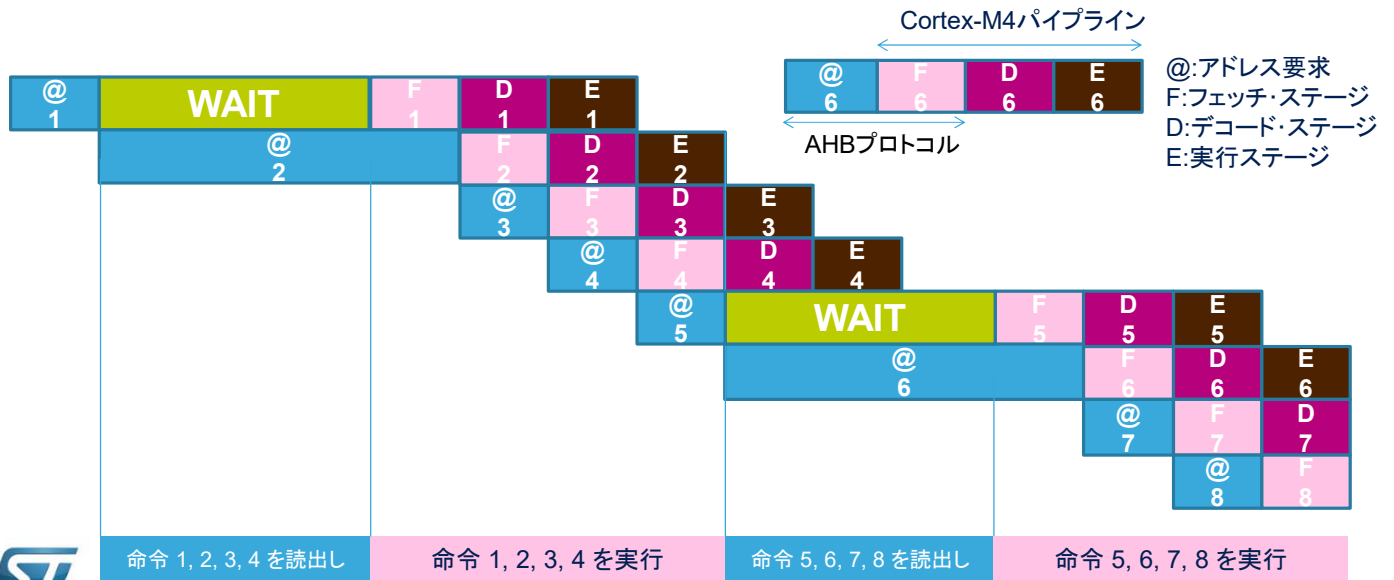 Cortex-M4パイプライン
@ F D E
6 6 6 6
AHBプロトコル
@:アドレス要求
F:フェッチ・ステージ
D:デコード・ステージ
E:実行ステージ
@ WAIT F D E
1 1 1 1
@ F D E
2 2 2 2
@ F D E
3 3 3 3
@ F D E
4 4 4 4
@ WAIT F D E
5 5 5 5
@ F D E
6 6 6 6
@ F D
7 7 7
@ F
8 8
命令 1, 2, 3, 4 を読出し 命令 1, 2, 3, 4 を実行 命令 5, 6, 7, 8 を読出し 命令 5, 6, 7, 8 を実行
ST